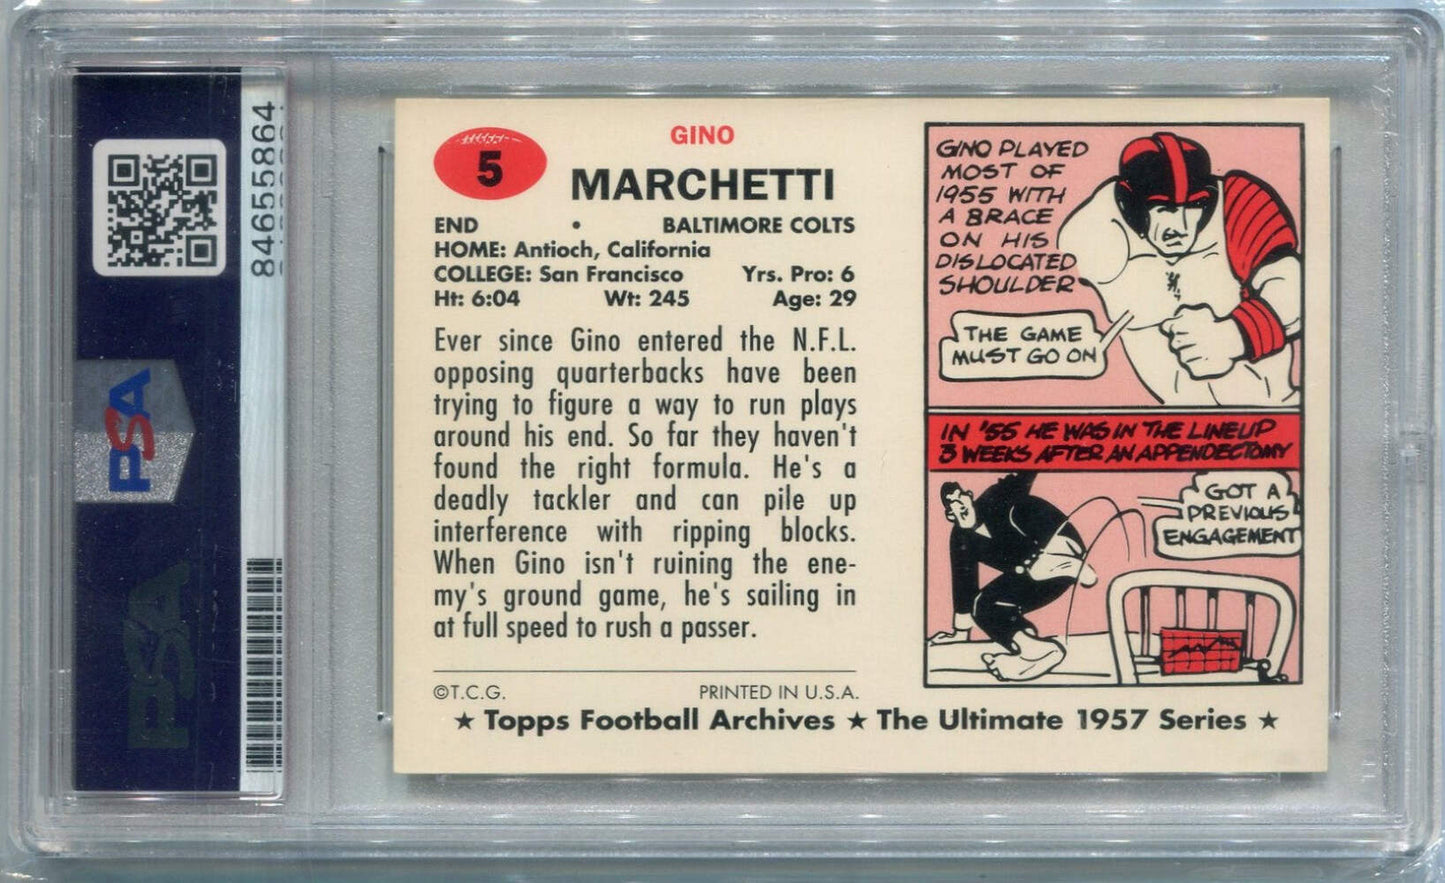 PSA
84655864
PSA
5
GINO
MARCHETTI
END • BALTIMORE COLTS
HOME: Antioch, California
COLLEGE: San Francisco Yrs. Pro: 6
Ht: 6:04 Wt: 245 Age: 29
Ever since Gino entered the N.F.L.
opposing quarterbacks have been
trying to figure a way to run plays
around his end. So far they haven't
found the right formula. He's a
deadly tackler and can pile up
interference with ripping blocks.
When Gino isn't ruining the ene-
my's ground game, he's sailing in
at full speed to rush a passer.
©T.C.G. PRINTED IN U.S.A.
★ Topps Football Archives ★ The Ultimate 1957 Series ★
GINO PLAYED
MOST OF
1955 WITH
A BRACE
ON HIS
DISLOCATED
SHOULDER
THE GAME
MUST GO ON
IN '55 HE WAS IN THE LINEUP
3 WEEKS AFTER AN APPENDECTOMY
GOT A
PREVIOUS
ENGAGEMENT